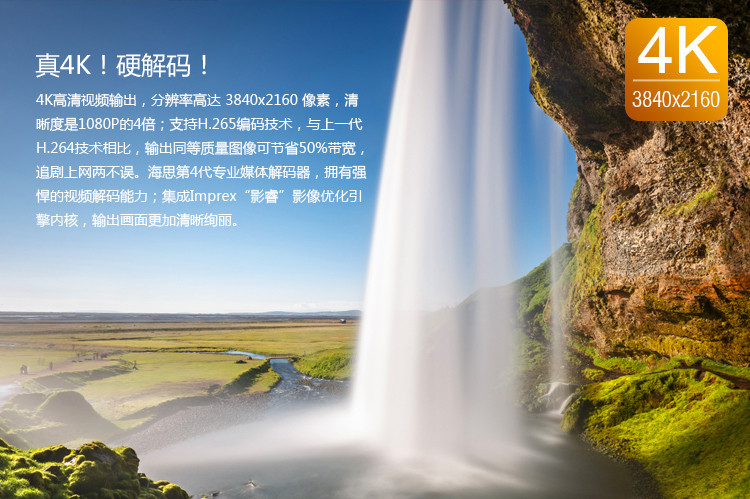 真4K！硬解码！
4K高清视频输出，分辨率高达 3840x2160 像素，清
晰度是1080P的4倍；支持H.265编码技术，与上一代
H.264技术相比，输出同等质量图像可节省50%带宽，
追剧上网两不误。海思第4代专业媒体解码器，拥有强
悍的视频解码能力；集成Imprex“影睿”影像优化引
擎内核，输出画面更加清晰绚丽。
4K
3840x2160